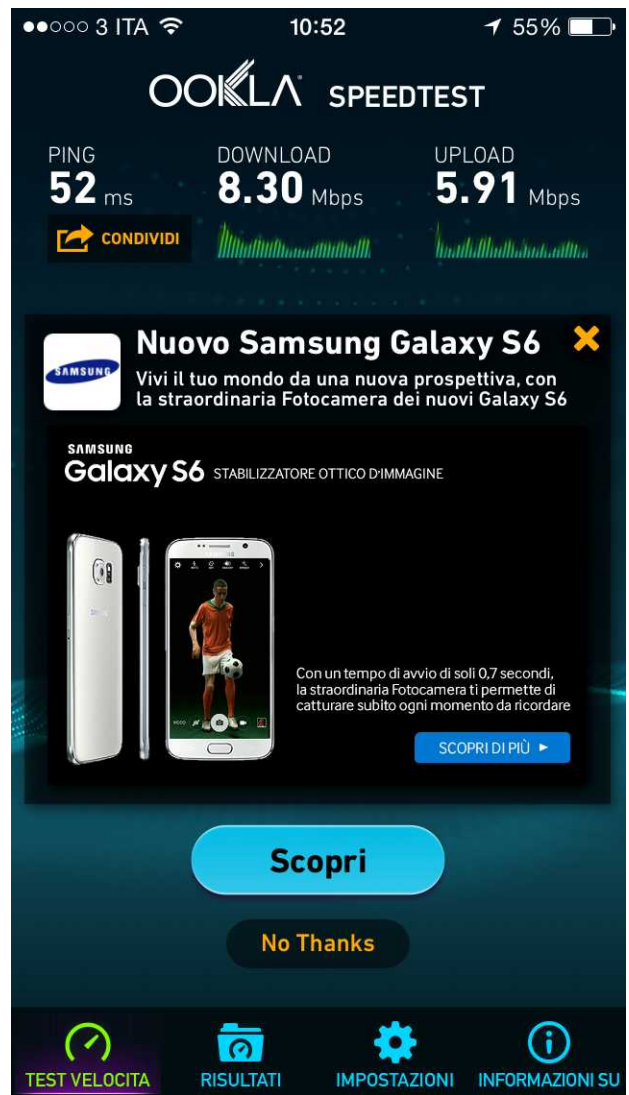 3 ITA 10:52 55%
OOKLA SPEEDTEST
PING DOWNLOAD UPLOAD
52 ms 8.30 Mbps 5.91 Mbps
CONDIVIDI
Nuovo Samsung Galaxy S6
SAMSUNG
Vivi il tuo mondo da una nuova prospettiva, con
la straordinaria Fotocamera dei nuovi Galaxy S6
SAMSUNG
Galaxy S6 STABILIZZATORE OTTICO D'IMMAGINE
Con un tempo di avvio di soli 0,7 secondi,
la straordinaria Fotocamera ti permette di
catturare subito ogni momento da ricordare
MODO
SCOPRI DI PIÙ
Scopri
No Thanks
TEST VELOCITA RISULTATI IMPOSTAZIONI INFORMAZIONI SU